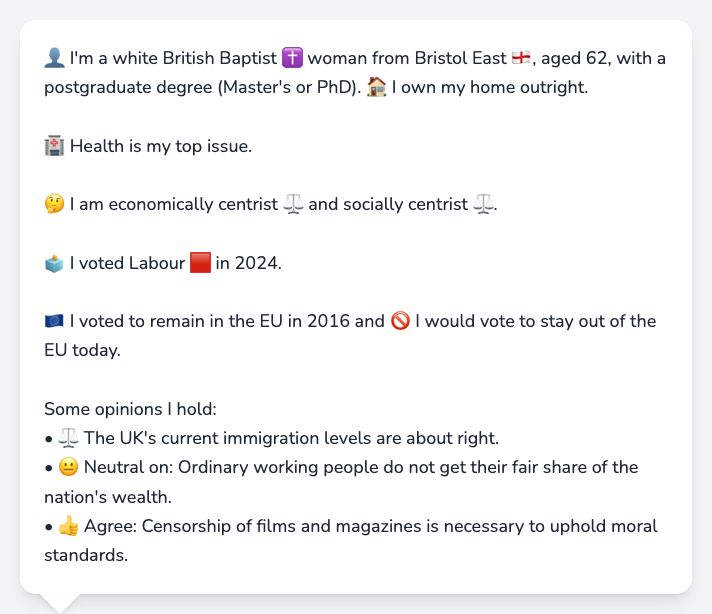 👤 I'm a white British Baptist ✝️ woman from Bristol East 🏴󠁧󠁢󠁥󠁮󠁧󠁿, aged 62, with a
postgraduate degree (Master's or PhD). 🏠 I own my home outright.
🏥 Health is my top issue.
🤔 I am economically centrist ⚖️ and socially centrist ⚖️.
🗳️ I voted Labour 🟥 in 2024.
🇪🇺 I voted to remain in the EU in 2016 and 🚫 I would vote to stay out of the
EU today.
Some opinions I hold:
• ⚖️ The UK's current immigration levels are about right.
• 😐 Neutral on: Ordinary working people do not get their fair share of the
nation's wealth.
• 👍 Agree: Censorship of films and magazines is necessary to uphold moral
standards.